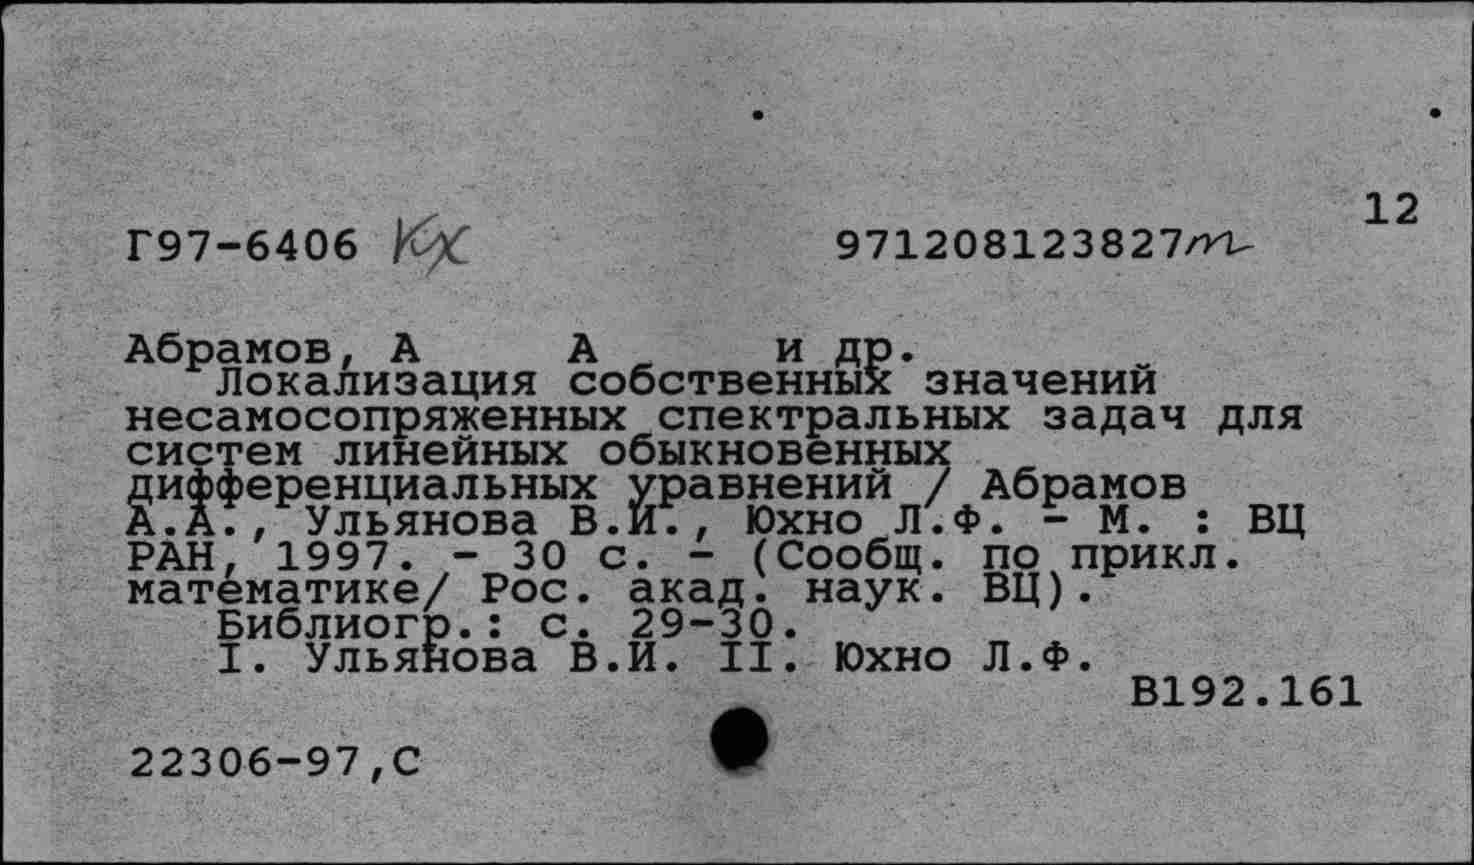 12
Г97-6406 Кх 971208123827m
Абрамов, А А и др.
Локализация собственных значений
несамосопряженных спектральных задач для
систем линейных обыкновенных
дифференциальных уравнений / Абрамов
А.А., Ульянова В.И., Юхно Л.Ф. - М. : ВЦ
РАН, 1997. - 30 с. - (Сообщ. по прикл.
математике/ Рос. акад. наук. ВЦ).
Библиогр.: с. 29-30.
I. Ульянова В.И. II. Юхно Л.Ф.
В192.161
22306-97,С